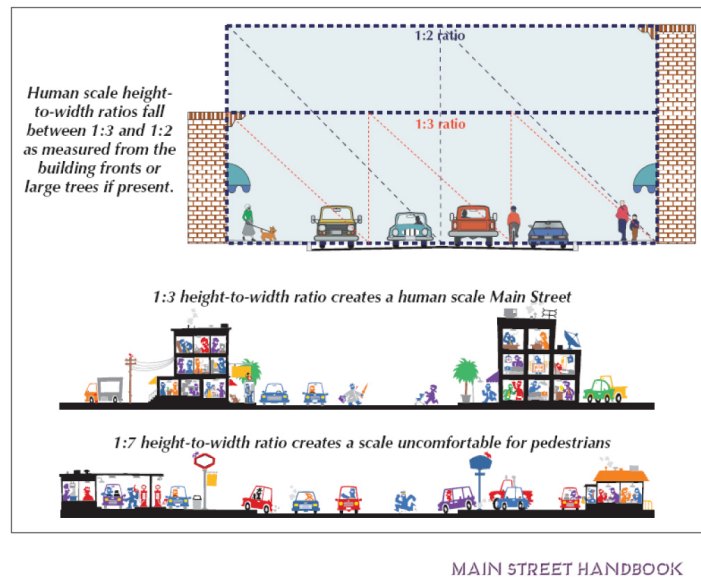 1:2 ratio
Human scale height-
to-width ratios fall
between 1:3 and 1:2
as measured from the
building fronts or
large trees if present.
1:3 ratio
1:3 height-to-width ratio creates a human scale Main Street
1:7 height-to-width ratio creates a scale uncomfortable for pedestrians
MAIN STREET HANDBOOK